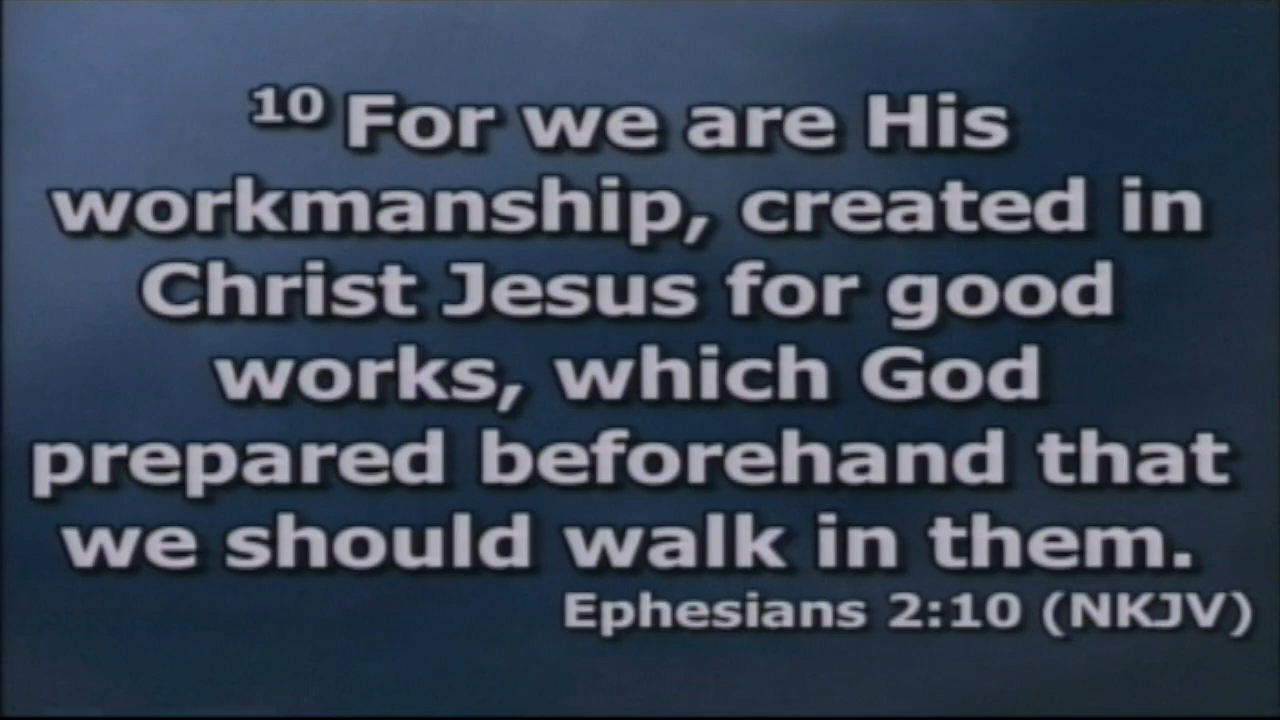 10 For we are His
workmanship, created in
Christ Jesus for good
works, which God
prepared beforehand that
we should walk in them.
Ephesians 2:10 (NKJV)